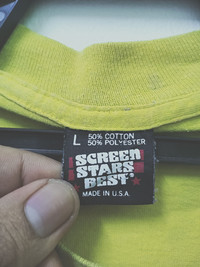 L 50% COTTON
50% POLYESTER
SCREEN
STARS
BEST
MADE IN U.S.A.